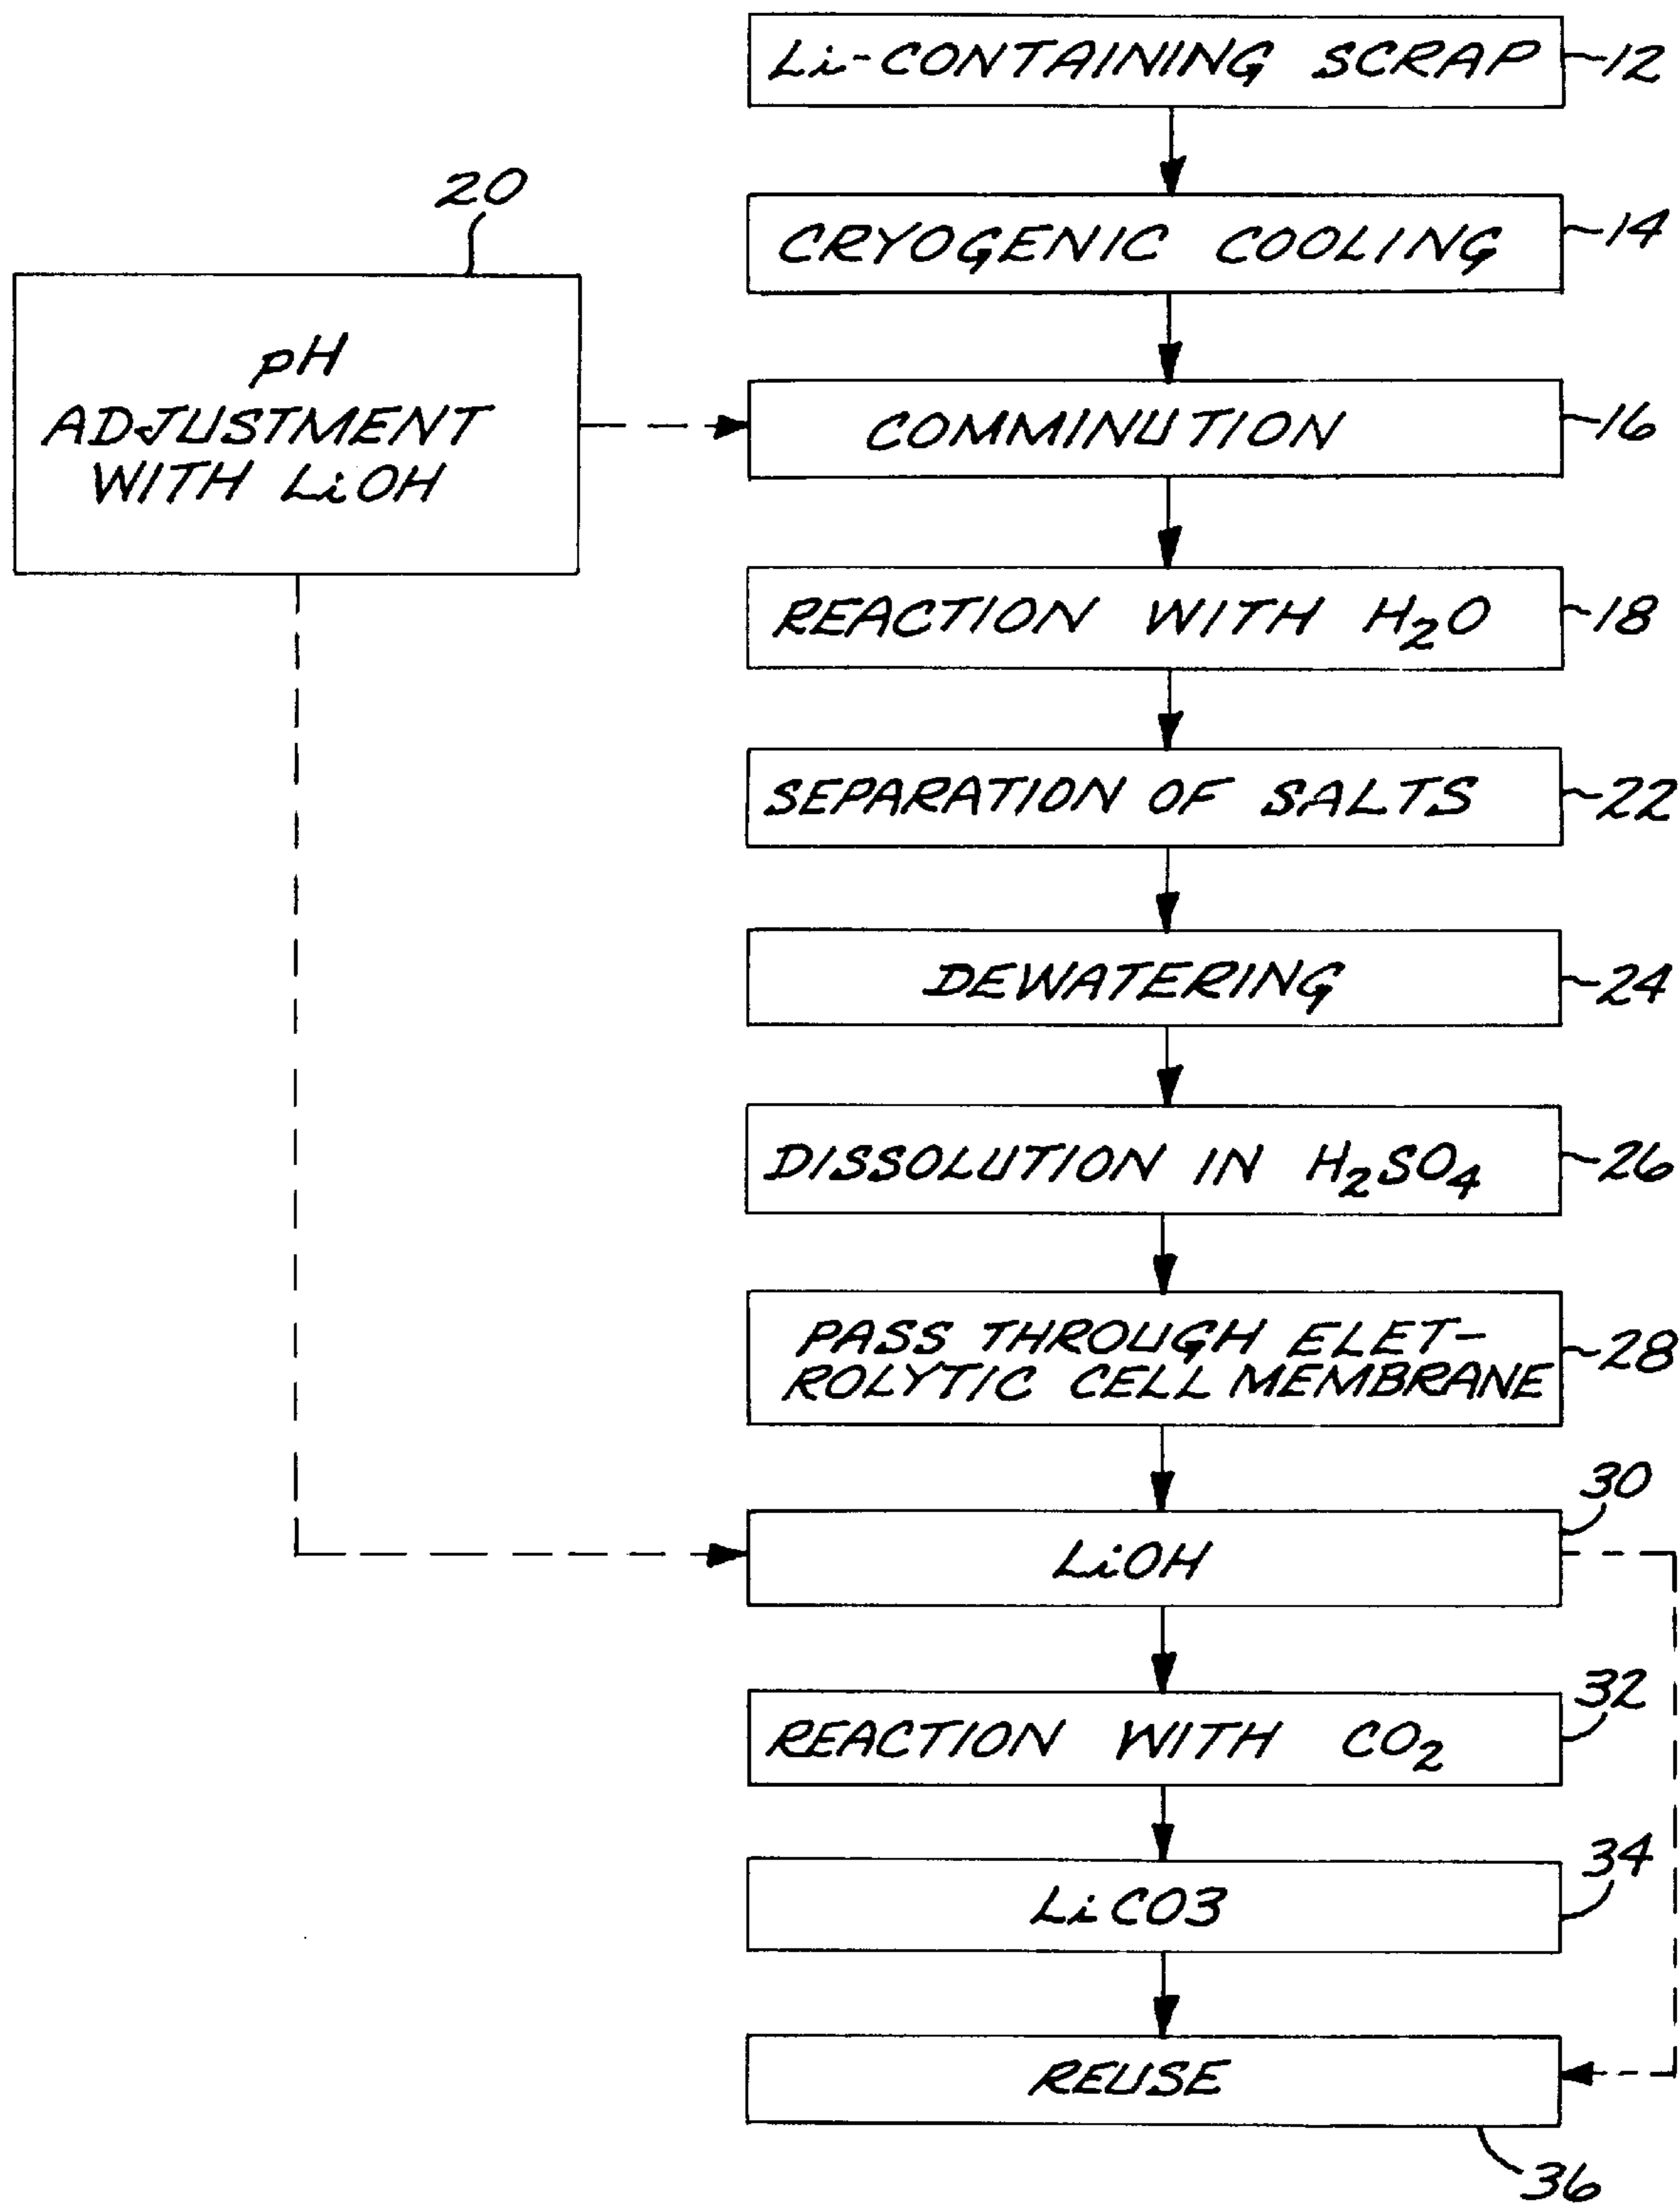 Li-CONTAINING SCRAP 12
CRYOGENIC COOLING 14
20
pH
ADJUSTMENT
WITH LiOH
COMMINUTION 16
REACTION WITH H₂O 18
SEPARATION OF SALTS 22
DEWATERING 24
DISSOLUTION IN H₂SO₄ 26
PASS THROUGH ELET-
ROLYTIC CELL MEMBRANE 28
30
LiOH
32
REACTION WITH CO₂
34
LiCO3
REUSE
36